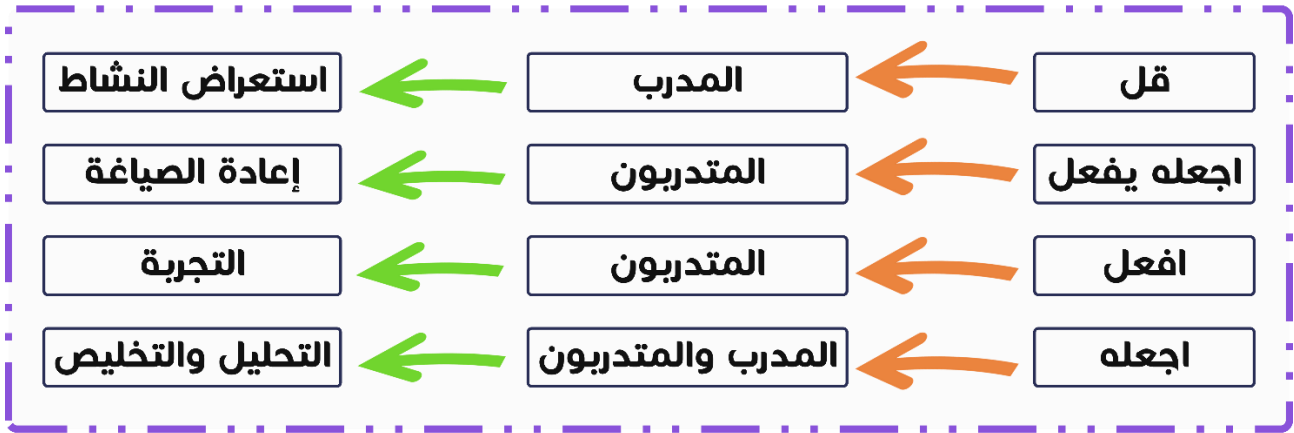 قل
المدرب
استعراض النشاط
اجعله يفعل
المتدربون
إعادة الصياغة
افعل
المتدربون
التجربة
اجعله
المدرب والمتدربون
التحليل والتخليص